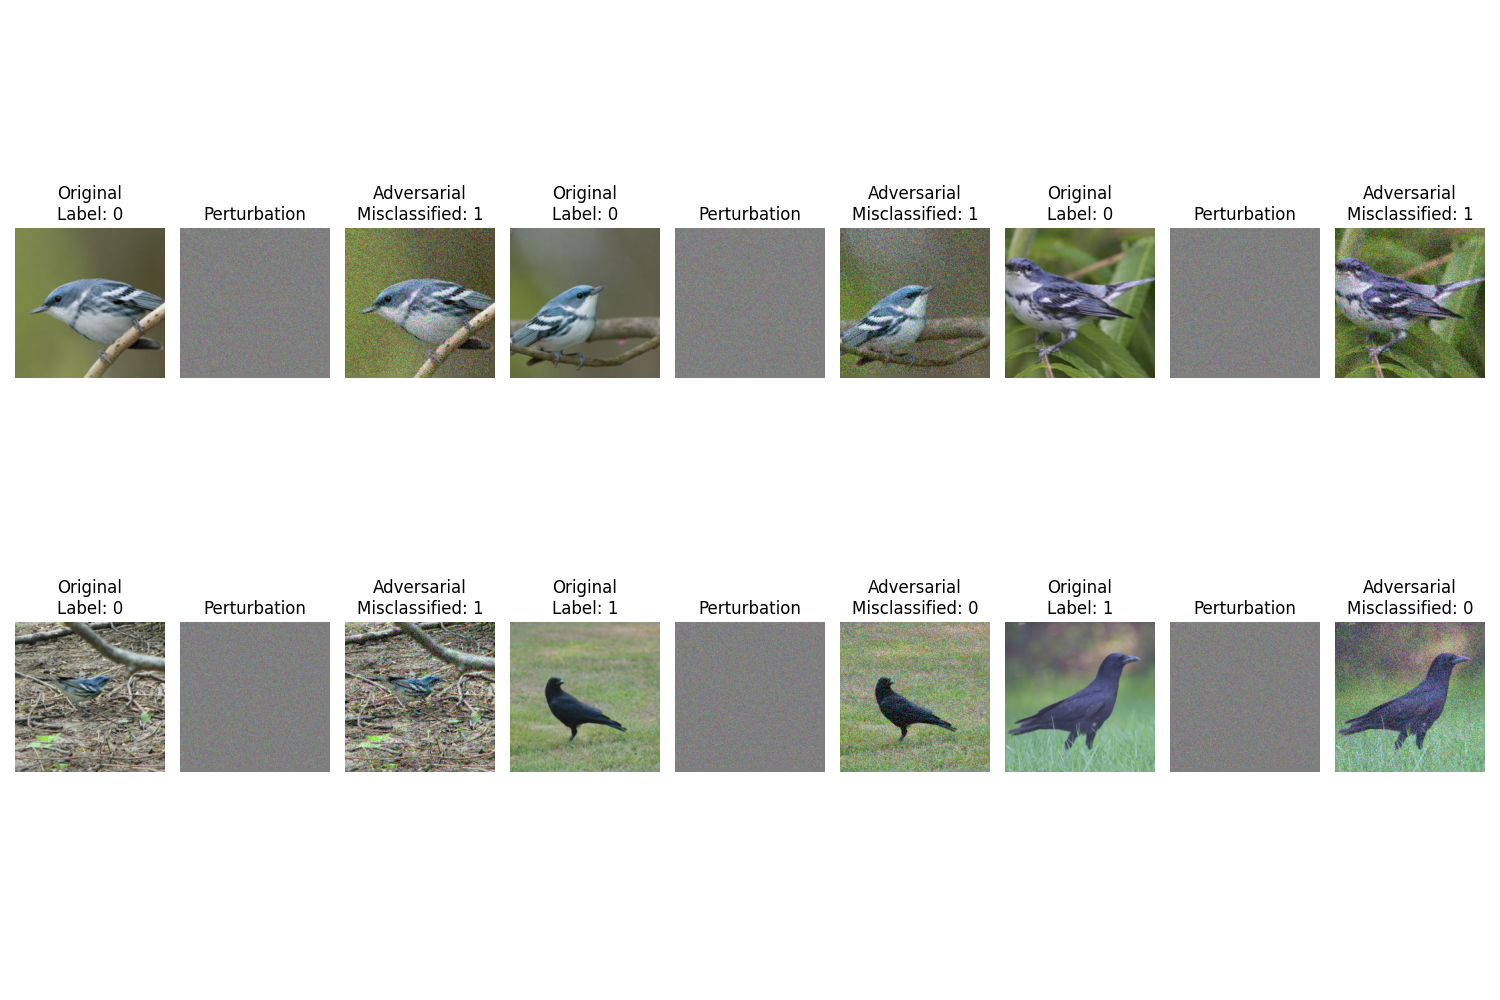 Original
Label: 0
Perturbation
Adversarial
Misclassified: 1
Original
Label: 0
Perturbation
Adversarial
Misclassified: 1
Original
Label: 0
Perturbation
Adversarial
Misclassified: 1
Original
Label: 0
Perturbation
Adversarial
Misclassified: 1
Original
Label: 1
Perturbation
Adversarial
Misclassified: 0
Original
Label: 1
Perturbation
Adversarial
Misclassified: 0